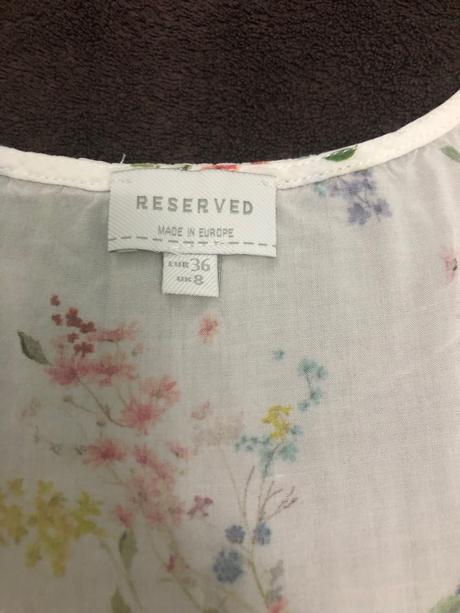 RESERVED
MADE IN EUROPE
EUR 36
UK 8